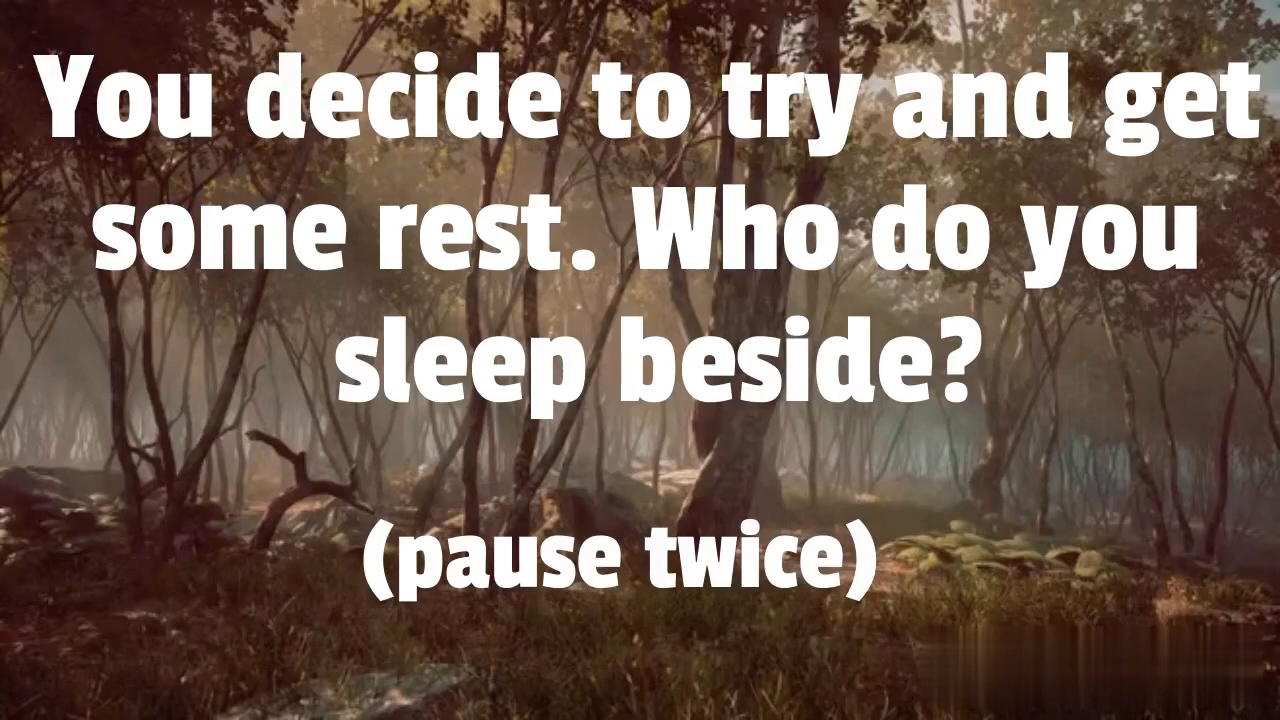 You decide to try and get
some rest. Who do you
sleep beside?
(pause twice)